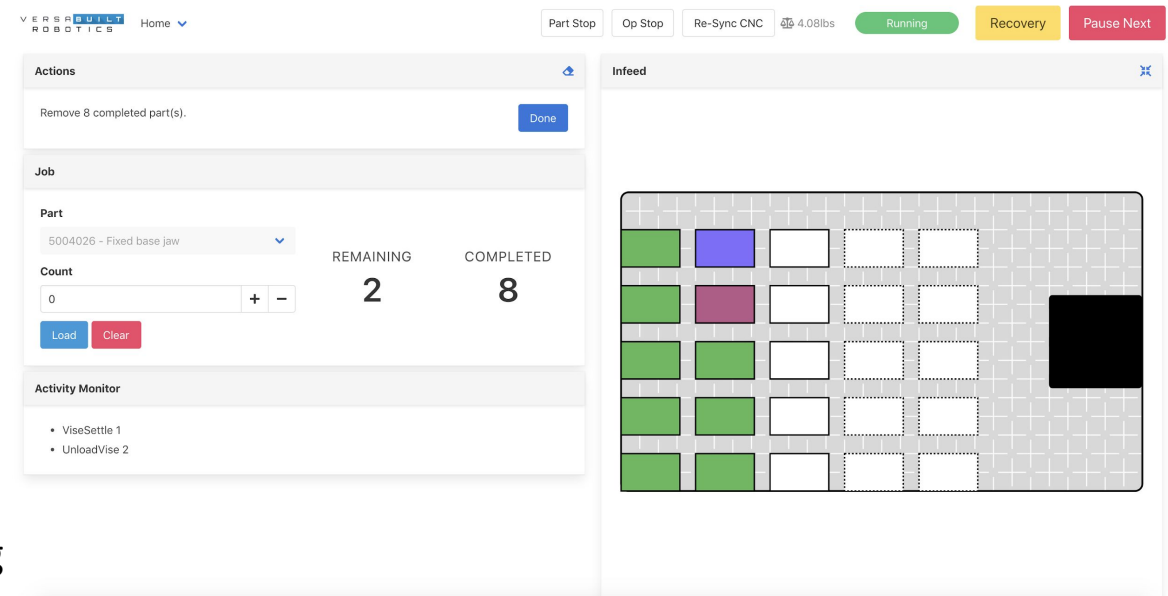 VERSABUILT
ROBOTICS
Home
Part Stop
Op Stop
Re-Sync CNC
4.08lbs
Running
Recovery
Pause Next
Actions
Remove 8 completed part(s).
Done
Job
Part
5004026 - Fixed base jaw
Count
0
+ −
Load
Clear
REMAINING
2
COMPLETED
8
Activity Monitor
• ViseSettle 1
• UnloadVise 2
Infeed
g